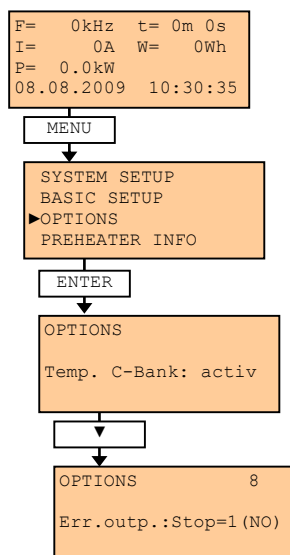 F=   0kHz  t= 0m 0s
I=     0A  W=   0Wh
P=  0.0kW
08.08.2009  10:30:35
MENU
SYSTEM SETUP
BASIC SETUP
►OPTIONS
PREHEATER INFO
ENTER
OPTIONS
Temp. C-Bank: activ
▼
OPTIONS          8
Err.outp.:Stop=1(NO)